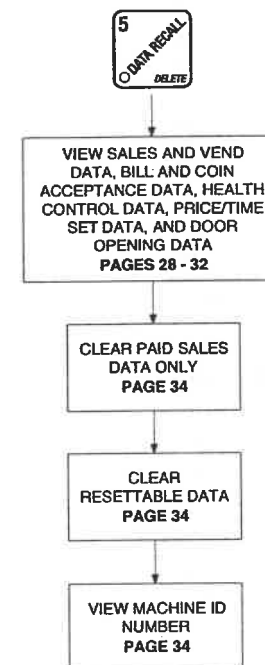 5
DATA RECALL
DELETE
VIEW SALES AND VEND
DATA, BILL AND COIN
ACCEPTANCE DATA, HEALTH
CONTROL DATA, PRICE/TIME
SET DATA, AND DOOR
OPENING DATA
PAGES 28 - 32
CLEAR PAID SALES
DATA ONLY
PAGE 34
CLEAR
RESETTABLE DATA
PAGE 34
VIEW MACHINE ID
NUMBER
PAGE 34